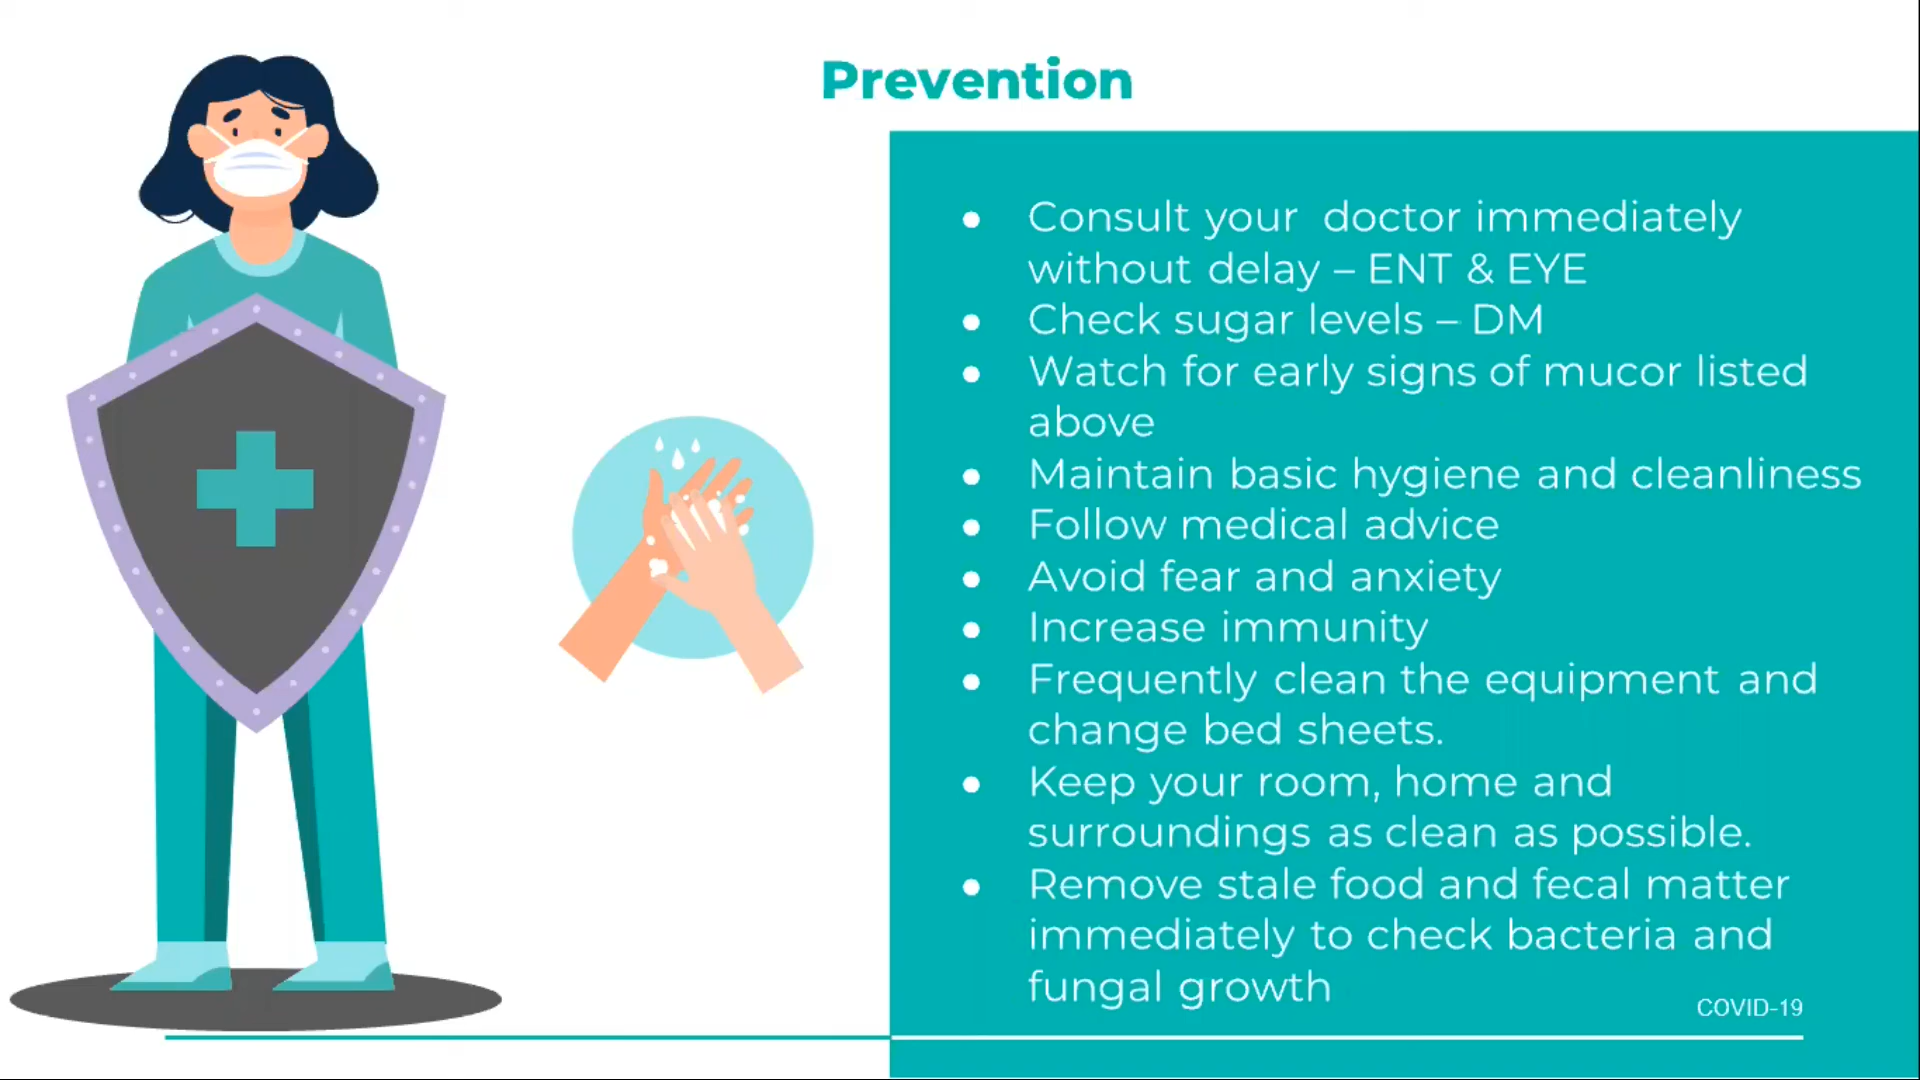 Prevention
● Consult your doctor immediately
without delay – ENT & EYE
● Check sugar levels – DM
● Watch for early signs of mucor listed
above
● Maintain basic hygiene and cleanliness
● Follow medical advice
● Avoid fear and anxiety
● Increase immunity
● Frequently clean the equipment and
change bed sheets.
● Keep your room, home and
surroundings as clean as possible.
● Remove stale food and fecal matter
immediately to check bacteria and
fungal growth
COVID-19